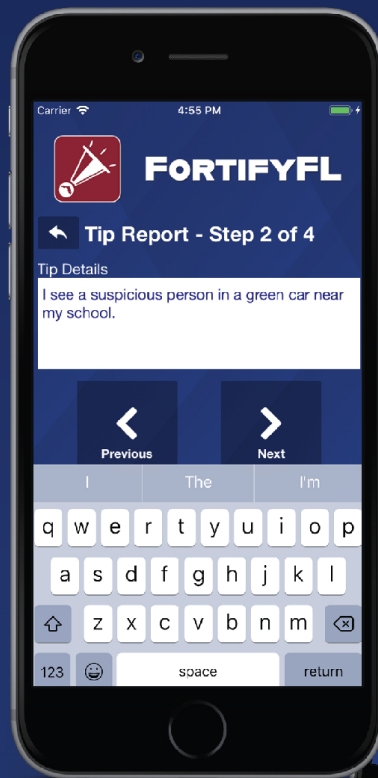 Carrier 4:55 PM
FORTIFYFL
Tip Report - Step 2 of 4
Tip Details
I see a suspicious person in a green car near
my school.
Previous Next
I The I'm
q w e r t y u i o p
a s d f g h j k l
z x c v b n m
123 space return